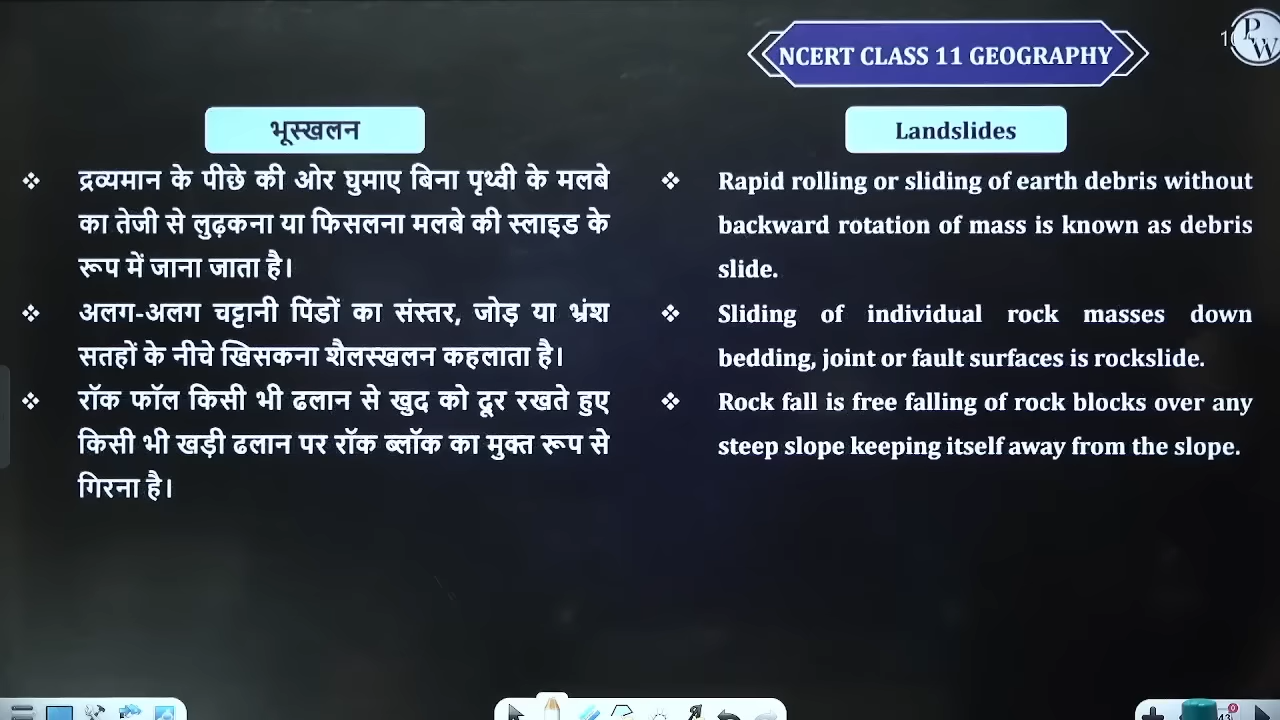 NCERT CLASS 11 GEOGRAPHY
PW
भूस्खलन
द्रव्यमान के पीछे की ओर घुमाए बिना पृथ्वी के मलबे
का तेजी से लुढ़कना या फिसलना मलबे की स्लाइड के
रूप में जाना जाता है।
अलग-अलग चट्टानी पिंडों का संस्तर, जोड़ या भ्रंश
सतहों के नीचे खिसकना शैलस्खलन कहलाता है।
रॉक फॉल किसी भी ढलान से खुद को दूर रखते हुए
किसी भी खड़ी ढलान पर रॉक ब्लॉक का मुक्त रूप से
गिरना है।
Landslides
Rapid rolling or sliding of earth debris without
backward rotation of mass is known as debris
slide.
Sliding of individual rock masses down
bedding, joint or fault surfaces is rockslide.
Rock fall is free falling of rock blocks over any
steep slope keeping itself away from the slope.